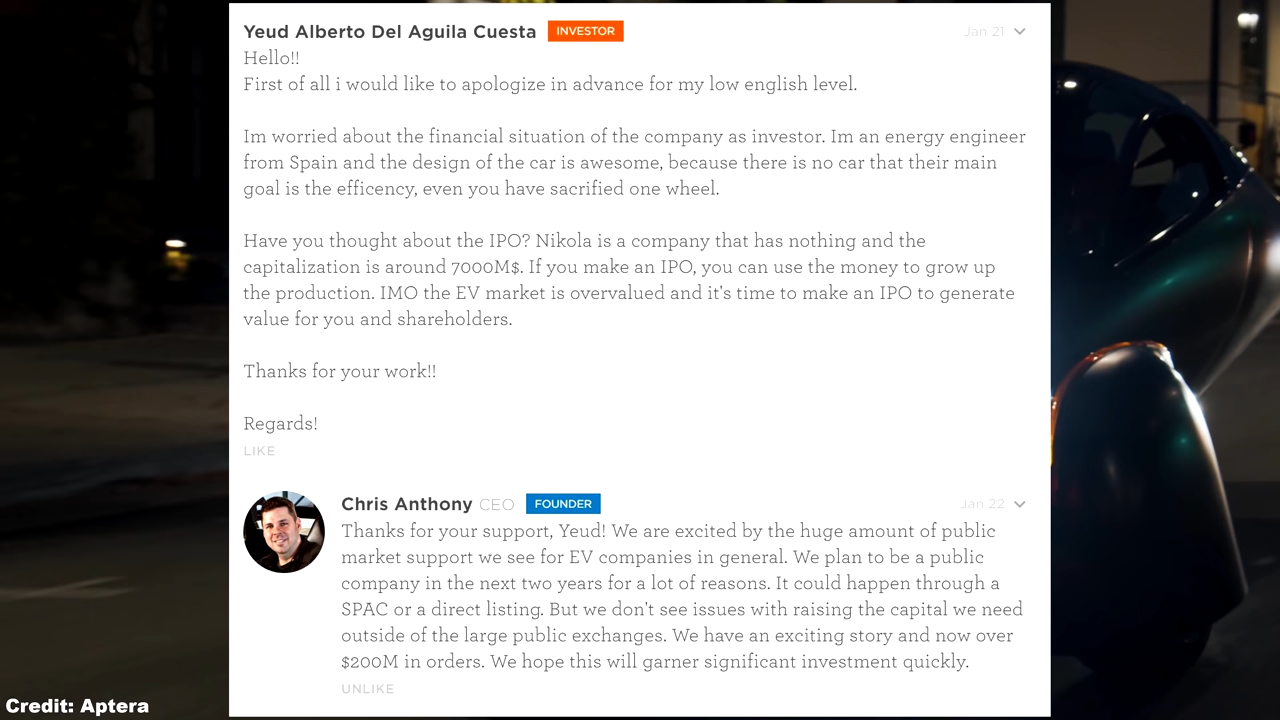 Yeud Alberto Del Aguila Cuesta INVESTOR Jan 21
Hello!!
First of all i would like to apologize in advance for my low english level.
Im worried about the financial situation of the company as investor. Im an energy engineer
from Spain and the design of the car is awesome, because there is no car that their main
goal is the efficency, even you have sacrified one wheel.
Have you thought about the IPO? Nikola is a company that has nothing and the
capitalization is around 7000M$. If you make an IPO, you can use the money to grow up
the production. IMO the EV market is overvalued and it's time to make an IPO to generate
value for you and shareholders.
Thanks for your work!!
Regards!
LIKE
Chris Anthony CEO FOUNDER Jan 22
Thanks for your support, Yeud! We are excited by the huge amount of public
market support we see for EV companies in general. We plan to be a public
company in the next two years for a lot of reasons. It could happen through a
SPAC or a direct listing. But we don't see issues with raising the capital we need
outside of the large public exchanges. We have an exciting story and now over
$200M in orders. We hope this will garner significant investment quickly.
UNLIKE
Credit: Aptera